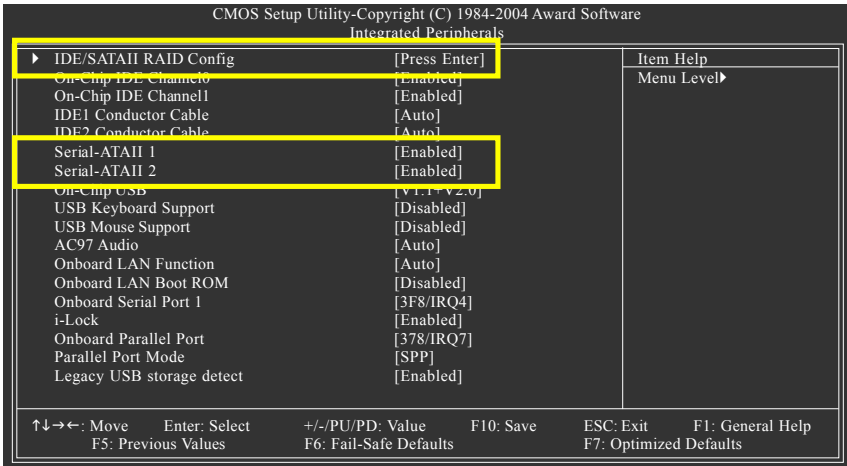 CMOS Setup Utility-Copyright (C) 1984-2004 Award Software
Integrated Peripherals
IDE/SATAII RAID Config [Press Enter] Item Help
On-Chip IDE Channel0 [Enabled] Menu Level
On-Chip IDE Channel1 [Enabled]
IDE1 Conductor Cable [Auto]
IDE2 Conductor Cable [Auto]
Serial-ATAII 1 [Enabled]
Serial-ATAII 2 [Enabled]
On-Chip USB [V1.1+V2.0]
USB Keyboard Support [Disabled]
USB Mouse Support [Disabled]
AC97 Audio [Auto]
Onboard LAN Function [Auto]
Onboard LAN Boot ROM [Disabled]
Onboard Serial Port 1 [3F8/IRQ4]
i-Lock [Enabled]
Onboard Parallel Port [378/IRQ7]
Parallel Port Mode [SPP]
Legacy USB storage detect [Enabled]
↑↓→←: Move Enter: Select +/-/PU/PD: Value F10: Save ESC: Exit F1: General Help
F5: Previous Values F6: Fail-Safe Defaults F7: Optimized Defaults